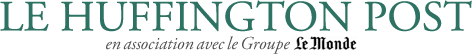 LE HUFFINGTON POST
en association avec le Groupe Le Monde